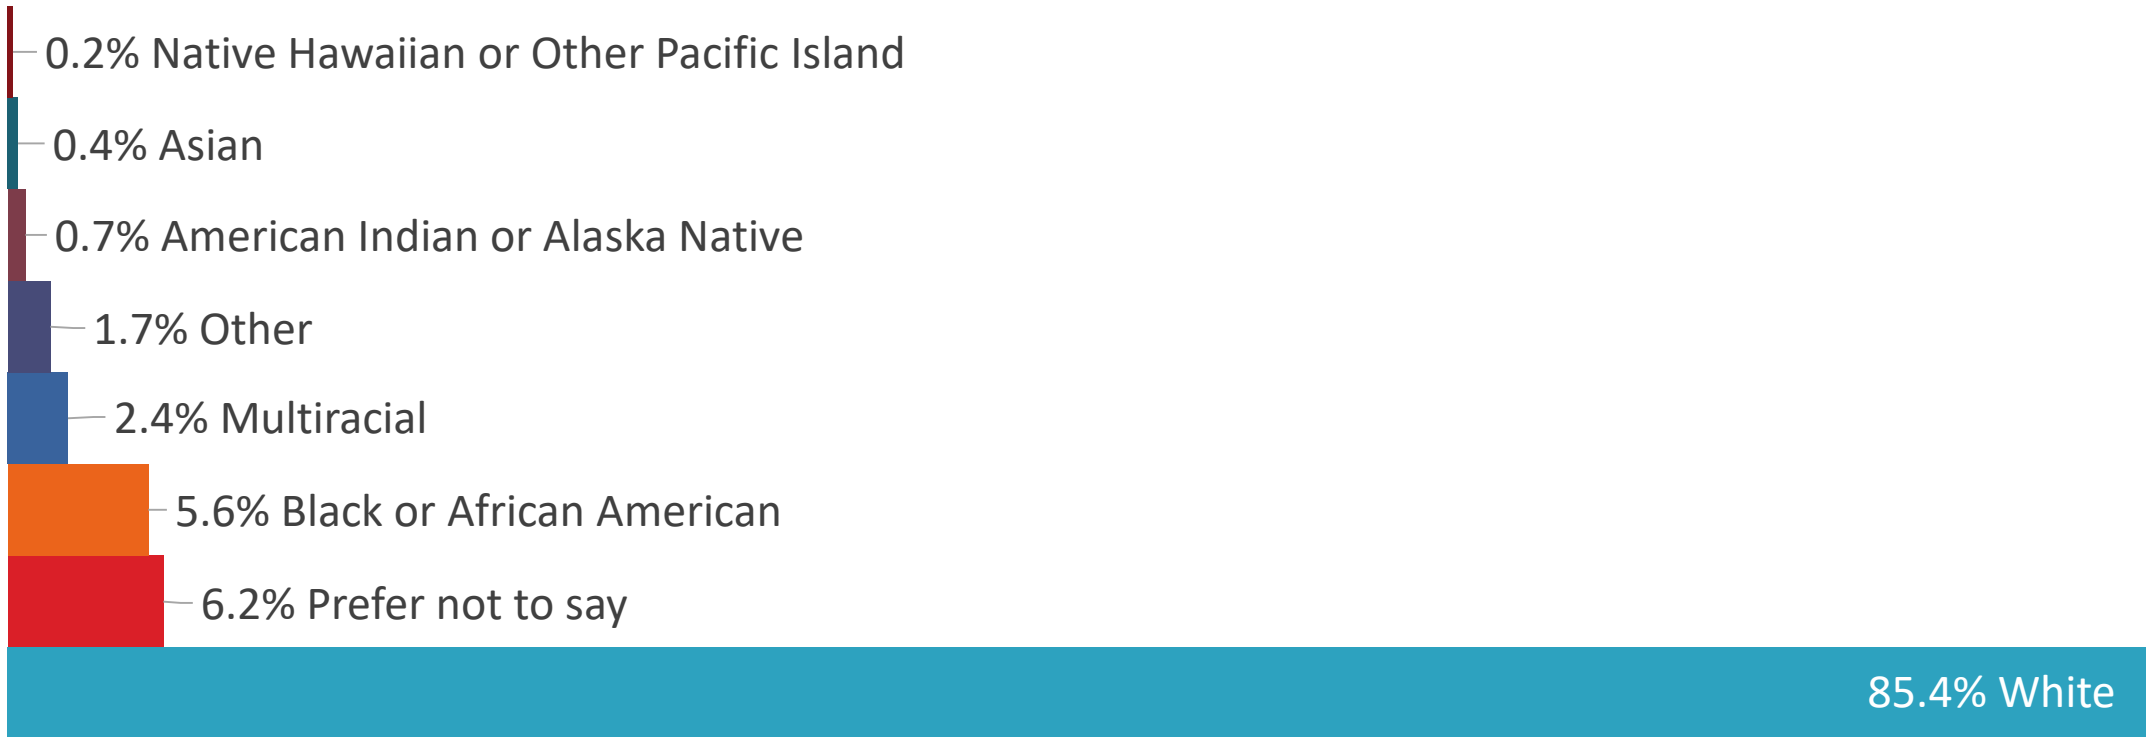 0.2% Native Hawaiian or Other Pacific Island
0.4% Asian
0.7% American Indian or Alaska Native
1.7% Other
2.4% Multiracial
5.6% Black or African American
6.2% Prefer not to say
85.4% White